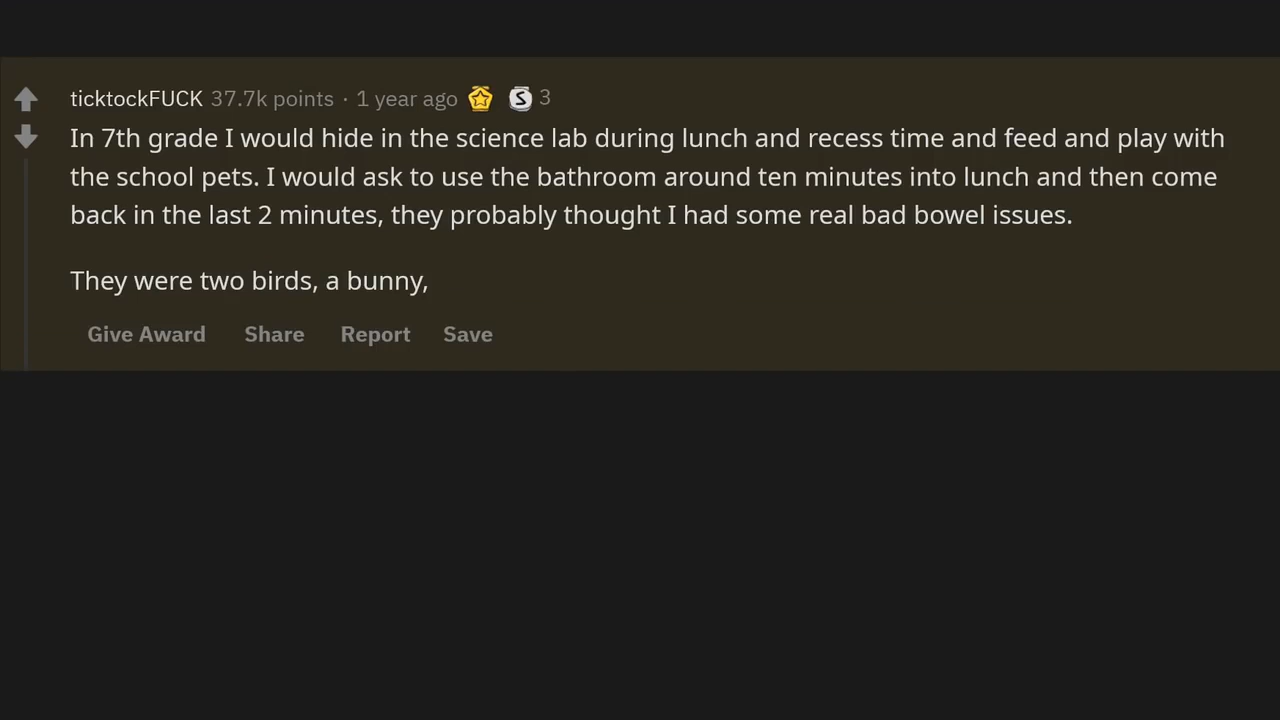 ticktockFUCK 37.7k points · 1 year ago S 3
In 7th grade I would hide in the science lab during lunch and recess time and feed and play with
the school pets. I would ask to use the bathroom around ten minutes into lunch and then come
back in the last 2 minutes, they probably thought I had some real bad bowel issues.
They were two birds, a bunny,
Give Award Share Report Save